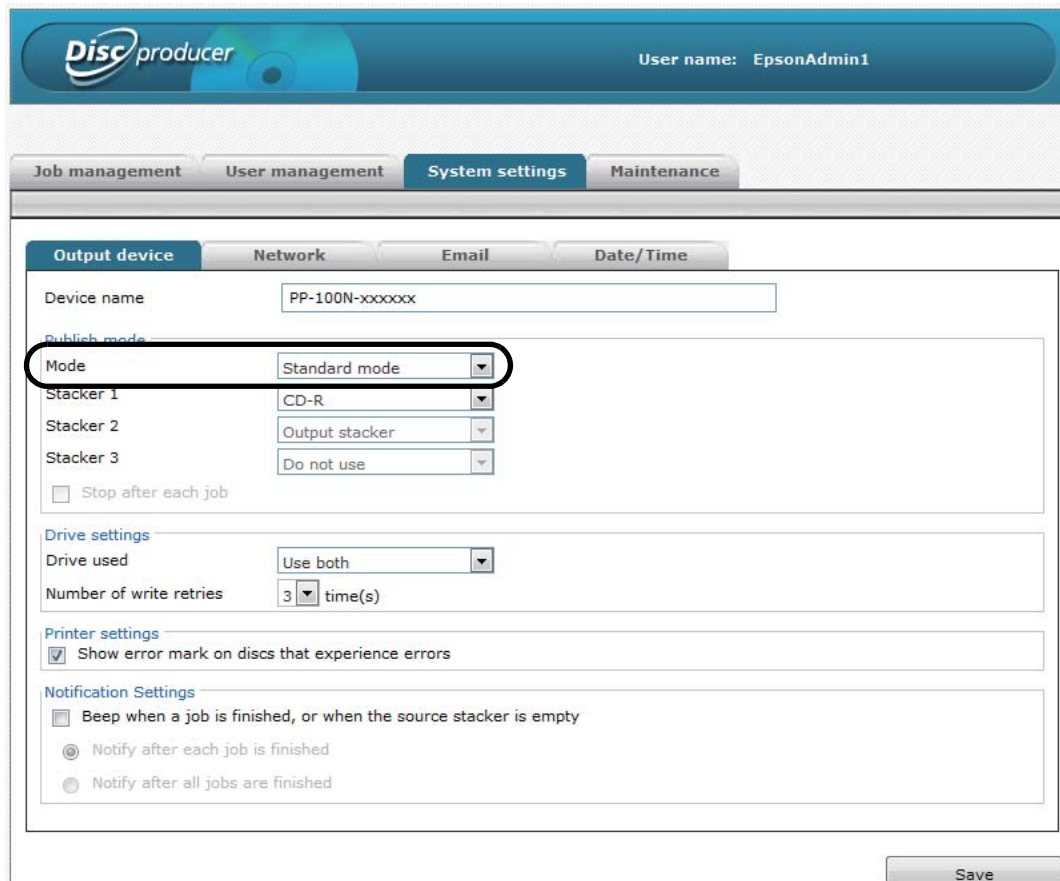 Disc producer
User name: EpsonAdmin1
Job management User management System settings Maintenance
Output device Network Email Date/Time
Device name PP-100N-xxxxxx
Publish mode
Mode Standard mode
Stacker 1 CD-R
Stacker 2 Output stacker
Stacker 3 Do not use
Stop after each job
Drive settings
Drive used Use both
Number of write retries 3 time(s)
Printer settings
Show error mark on discs that experience errors
Notification Settings
Beep when a job is finished, or when the source stacker is empty
Notify after each job is finished
Notify after all jobs are finished
Save